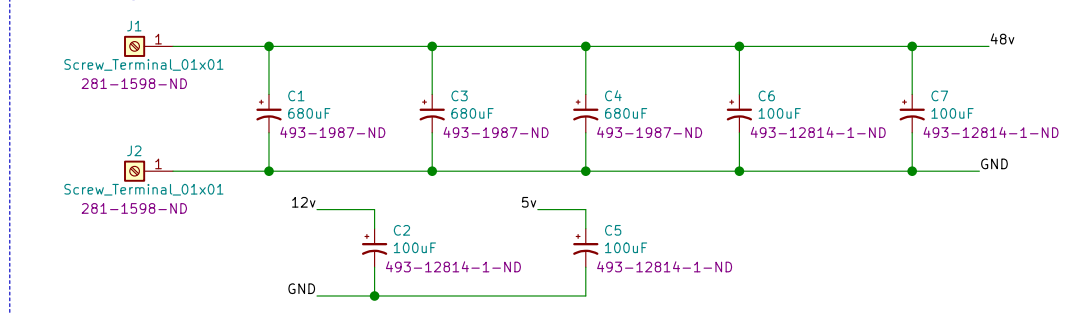 J1
1
Screw_Terminal_01x01
281-1598-ND
48v
C1
680uF
493-1987-ND
C3
680uF
493-1987-ND
C4
680uF
493-1987-ND
C6
100uF
493-12814-1-ND
C7
100uF
493-12814-1-ND
J2
1
Screw_Terminal_01x01
281-1598-ND
GND
12v
C2
100uF
493-12814-1-ND
5v
C5
100uF
493-12814-1-ND
GND